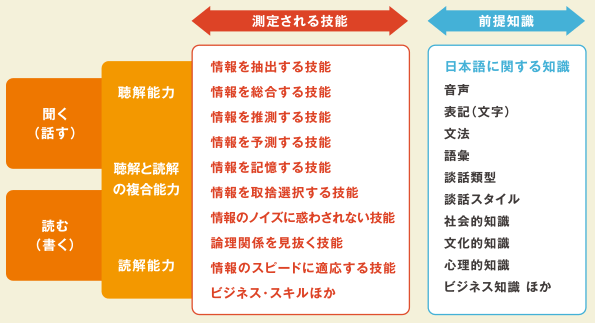 測定される技能
前提知識
聞く
（話す）
読む
（書く）
聴解能力
聴解と読解
の複合能力
読解能力
情報を抽出する技能
情報を総合する技能
情報を推測する技能
情報を予測する技能
情報を記憶する技能
情報を取捨選択する技能
情報のノイズに惑わされない技能
論理関係を見抜く技能
情報のスピードに適応する技能
ビジネス・スキルほか
日本語に関する知識
音声
表記（文字）
文法
語彙
談話類型
談話スタイル
社会的知識
文化的知識
心理的知識
ビジネス知識 ほか